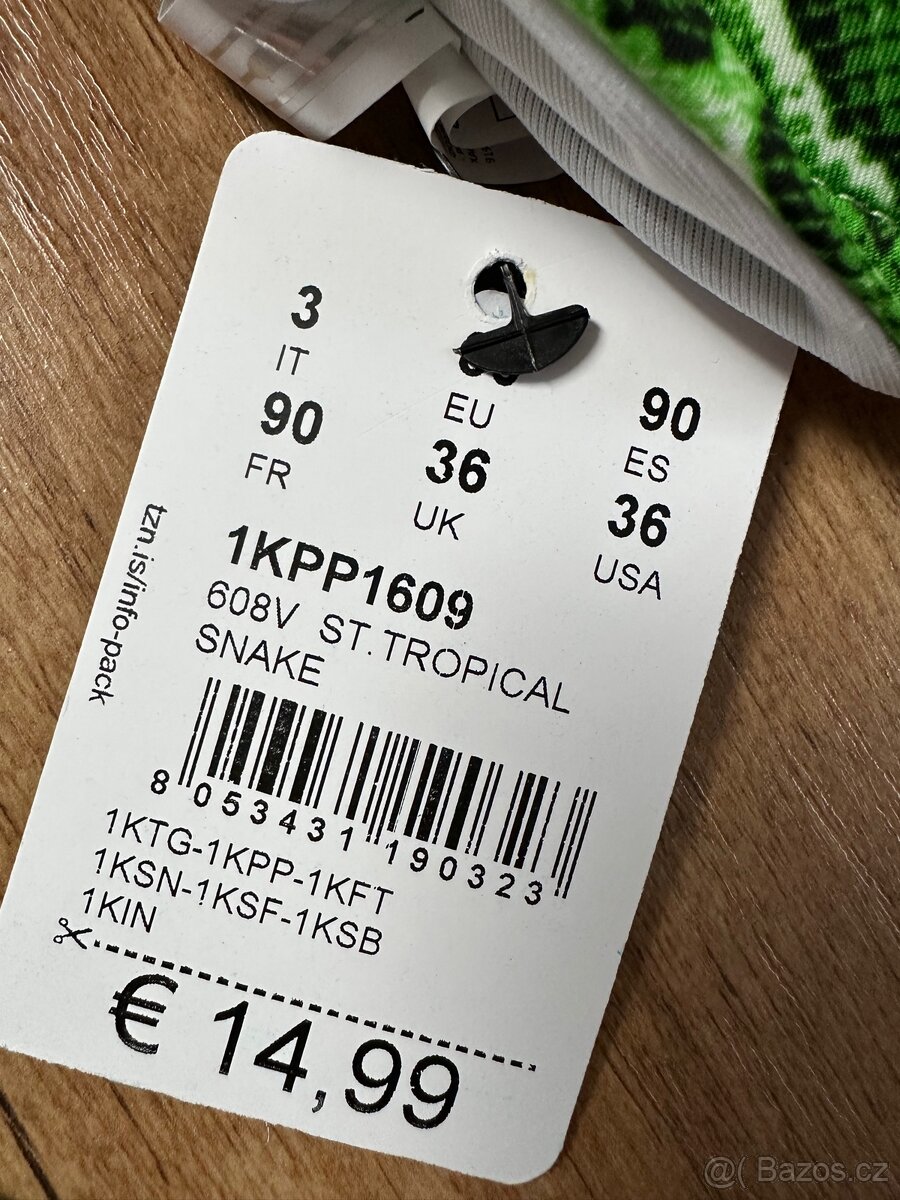 3
IT
EU
90
ES
90
FR
36
UK
36
USA
1KPP1609
608V ST.TROPICAL
SNAKE
8 053431 190323
1KTG-1KPP-1KFT
1KSN-1KSF-1KSB
1KIN
€ 14,99
tzn.is/info-pack
@( Bazos.cz